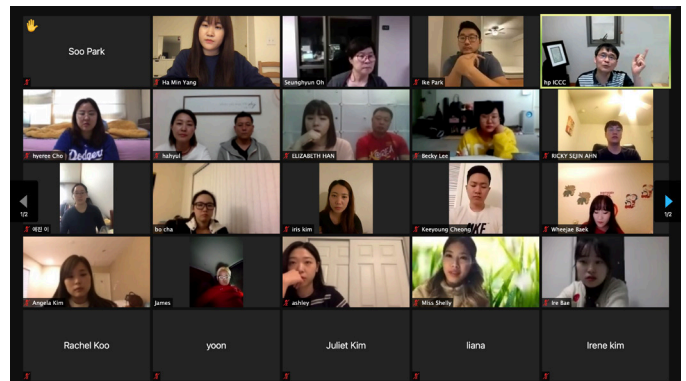 Soo Park
Ha Min Yang
Seunghyun Oh
Ike Park
hp ICCC
hyeree Cho
Dodgers
hahyul
ELIZABETH HAN
Becky Lee
RICKY SEJIN AHN
1/2
1/2
예린 이
bo cha
iris kim
Keeyoung Cheong
Wheejae Baek
Angela Kim
James
ashley
Miss Shelly
Ire Bae
Rachel Koo
yoon
Juliet Kim
liana
Irene kim